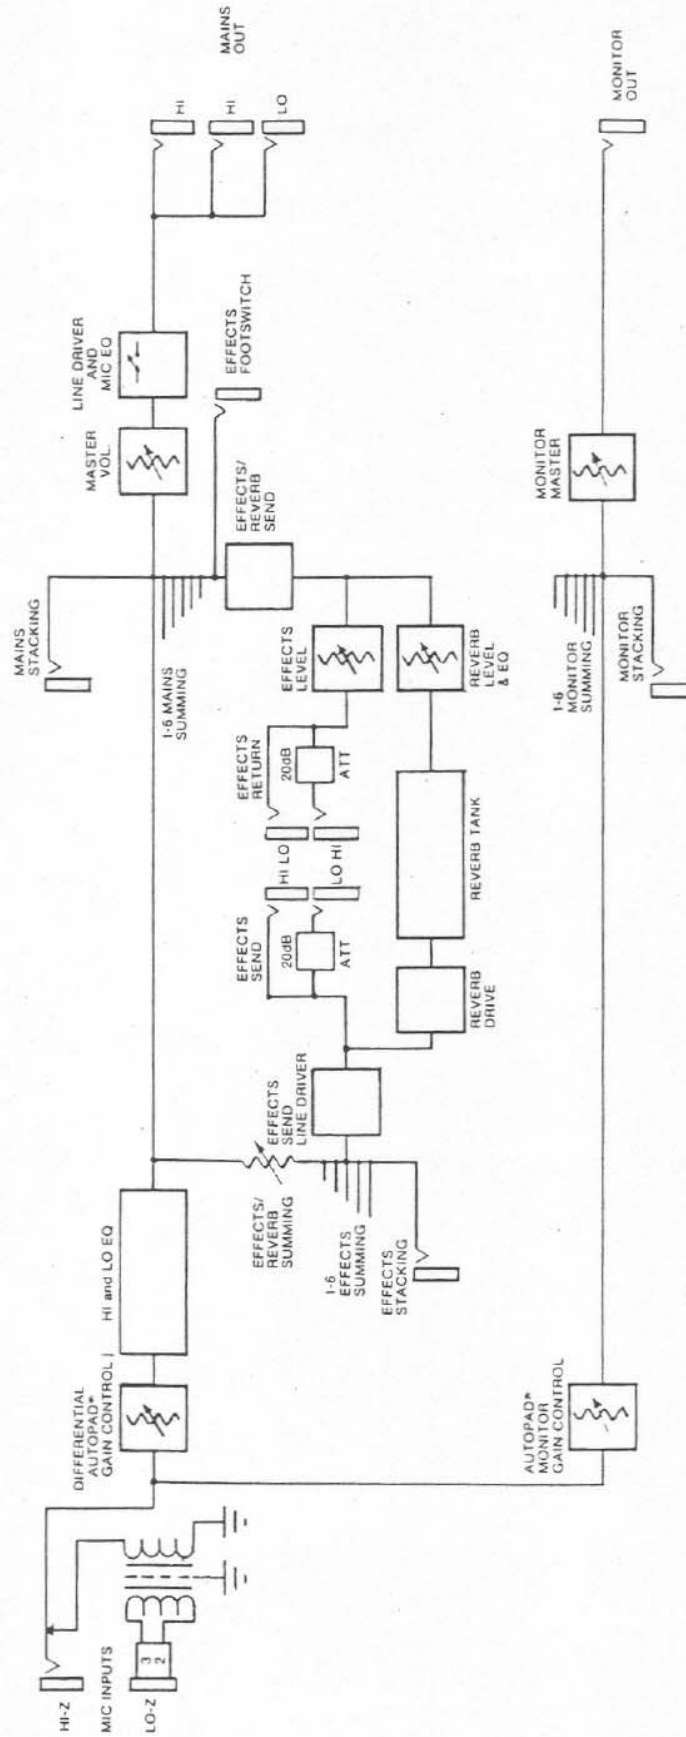 HI-Z
MIC INPUTS
LO-Z
3
2
DIFFERENTIAL
AUTOPAD®
GAIN CONTROL
HI and LO EQ
MAINS
STACKING
1-6 MAINS
SUMMING
MASTER
VOL.
LINE DRIVER
AND
MIC EQ
HI
HI
LO
MAINS
OUT
EFFECTS
FOOTSWITCH
EFFECTS/
REVERB
SEND
EFFECTS/
REVERB
SUMMING
1-6
EFFECTS
SUMMING
EFFECTS
STACKING
EFFECTS
SEND
LINE DRIVER
EFFECTS
SEND
20dB
ATT
HI LO
LO HI
EFFECTS
RETURN
20dB
ATT
EFFECTS
LEVEL
REVERB
DRIVE
REVERB TANK
REVERB
LEVEL
& EQ
AUTOPAD®
MONITOR
GAIN CONTROL
1-6
MONITOR
SUMMING
MONITOR
STACKING
MONITOR
MASTER
MONITOR
OUT